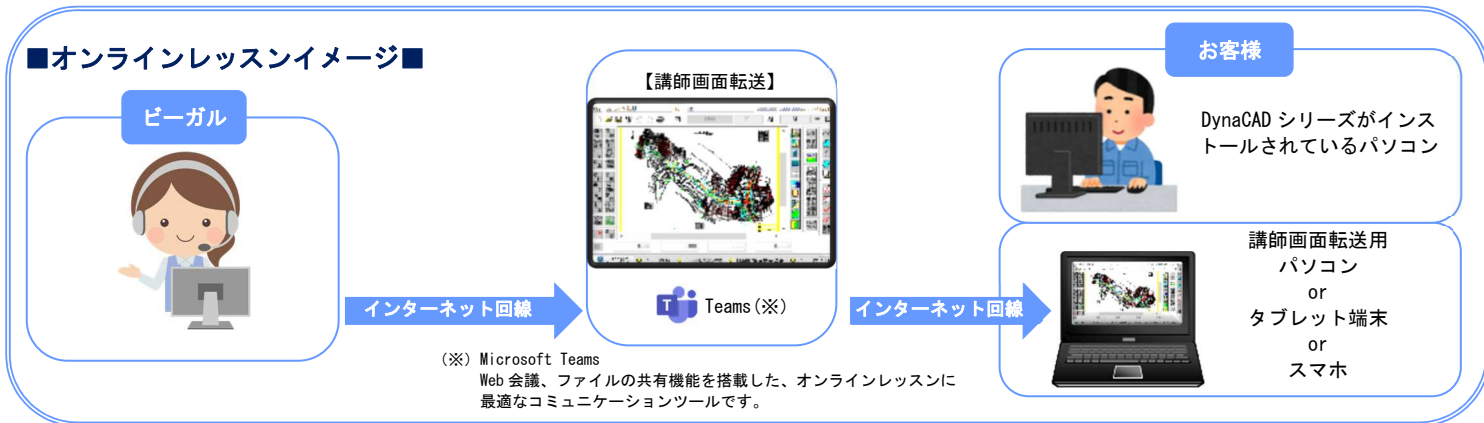 ■オンラインレッスンイメージ■
ビーガル
インターネット回線
【講師画面転送】
Teams(※)
インターネット回線
(※) Microsoft Teams
Web 会議、ファイルの共有機能を搭載した、オンラインレッスンに
最適なコミュニケーションツールです。
お客様
DynaCAD シリーズがインス
トールされているパソコン
講師画面転送用
パソコン
or
タブレット端末
or
スマホ